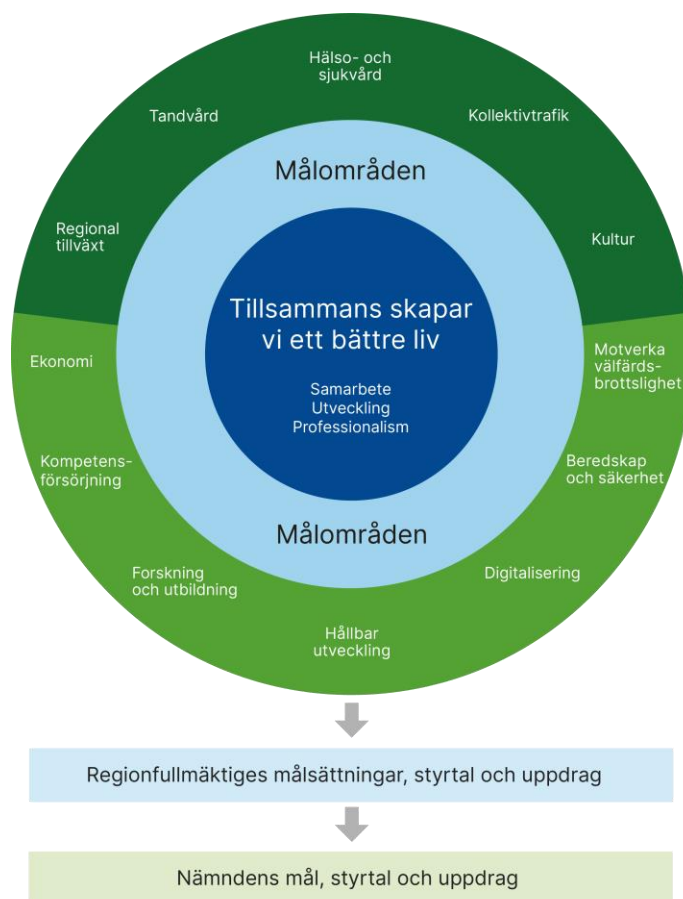 Hälso- och
sjukvård
Tandvård
Kollektivtrafik
Målområden
Regional
tillväxt
Kultur
Tillsammans skapar
vi ett bättre liv
Samarbete
Utveckling
Professionalism
Ekonomi
Motverka
välfärds-
brottslighet
Kompetens-
försörjning
Beredskap
och säkerhet
Målområden
Forskning
och utbildning
Digitalisering
Hållbar
utveckling
Regionfullmäktiges målsättningar, styrtal och uppdrag
Nämndens mål, styrtal och uppdrag